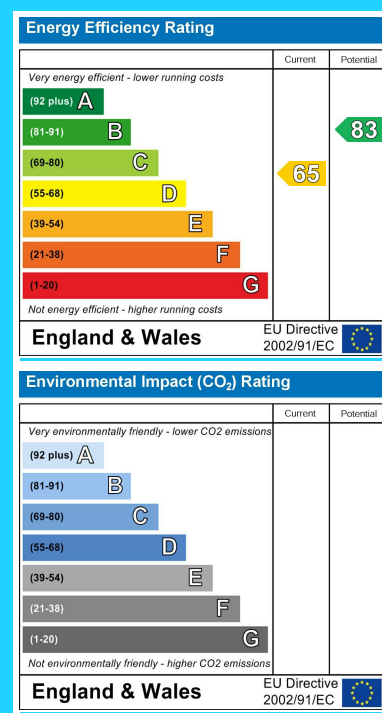 Energy Efficiency Rating
Current Potential
Very energy efficient - lower running costs
(92 plus) A
(81-91) B
83
(69-80) C
65
(55-68) D
(39-54) E
(21-38) F
(1-20) G
Not energy efficient - higher running costs
England & Wales
EU Directive
2002/91/EC
Environmental Impact (CO₂) Rating
Current Potential
Very environmentally friendly - lower CO2 emissions
(92 plus) A
(81-91) B
(69-80) C
(55-68) D
(39-54) E
(21-38) F
(1-20) G
Not environmentally friendly - higher CO2 emissions
England & Wales
EU Directive
2002/91/EC